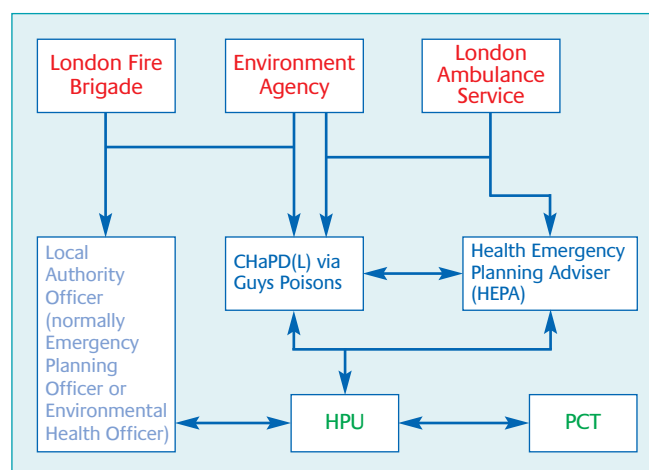 London Fire
Brigade
Environment
Agency
London
Ambulance
Service
Local
Authority
Officer
(normally
Emergency
Planning
Officer or
Environmental
Health Officer)
CHaPD(L) via
Guys Poisons
Health Emergency
Planning Adviser
(HEPA)
HPU
PCT